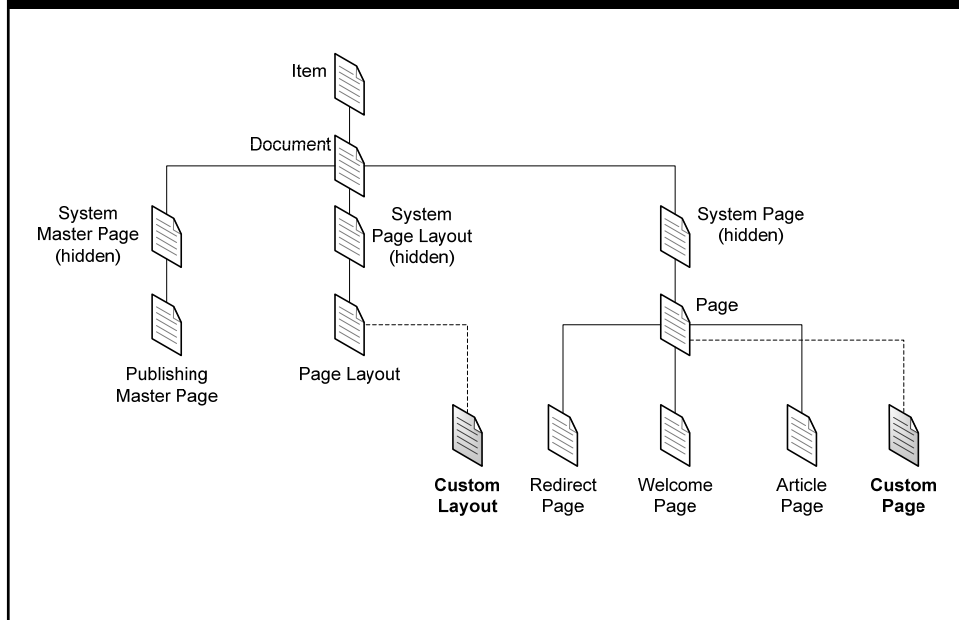 Item
Document
System
Master Page
(hidden)
System
Page Layout
(hidden)
System Page
(hidden)
Page
Publishing
Master Page
Page Layout
Custom
Layout
Redirect
Page
Welcome
Page
Article
Page
Custom
Page